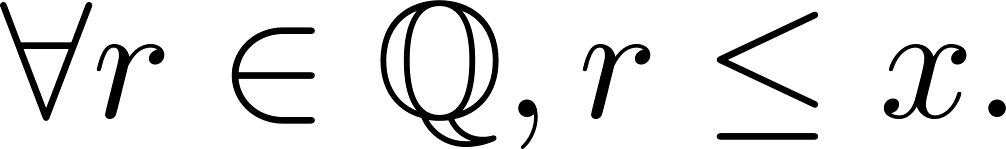 ∀r ∈ ℚ, r ≤ x.